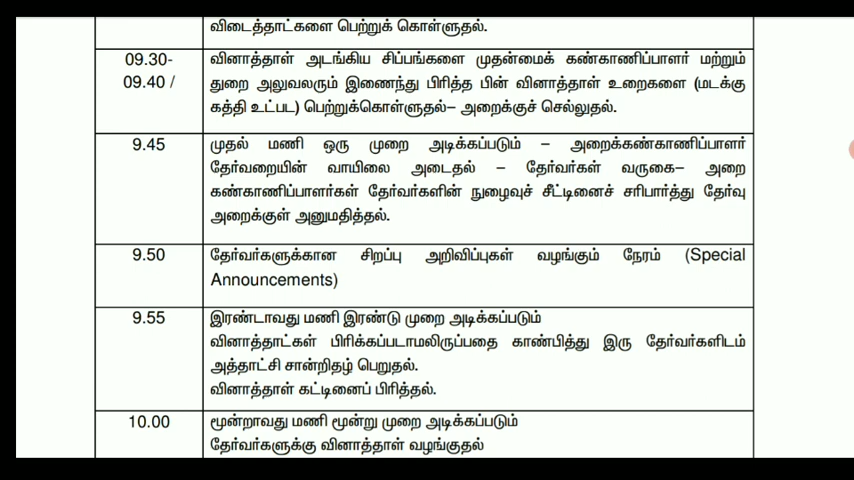 விடைத்தாட்களை பெற்றுக் கொள்ளுதல்.
09.30-
09.40 /
வினாத்தாள் அடங்கிய சிப்பங்களை முதன்மைக் கண்காணிப்பாளர் மற்றும்
துறை அலுவலரும் இணைந்து பிரித்த பின் வினாத்தாள் உறைகளை (மடக்கு
கத்தி உட்பட) பெற்றுக்கொள்ளுதல்– அறைக்குச் செல்லுதல்.
9.45
முதல் மணி ஒரு முறை அடிக்கப்படும் – அறைக்கண்காணிப்பாளர்
தேர்வறையின் வாயிலை அடைதல் – தேர்வர்கள் வருகை– அறை
கண்காணிப்பாளர்கள் தேர்வர்களின் நுழைவுச் சீட்டினைச் சரிபார்த்து தேர்வு
அறைக்குள் அனுமதித்தல்.
9.50
தேர்வர்களுக்கான சிறப்பு அறிவிப்புகள் வழங்கும் நேரம் (Special
Announcements)
9.55
இரண்டாவது மணி இரண்டு முறை அடிக்கப்படும்
வினாத்தாட்கள் பிரிக்கப்படாமலிருப்பதை காண்பித்து இரு தேர்வர்களிடம்
அத்தாட்சி சான்றிதழ் பெறுதல்.
வினாத்தாள் கட்டினைப் பிரித்தல்.
10.00
மூன்றாவது மணி மூன்று முறை அடிக்கப்படும்
தேர்வர்களுக்கு வினாத்தாள் வழங்குதல்